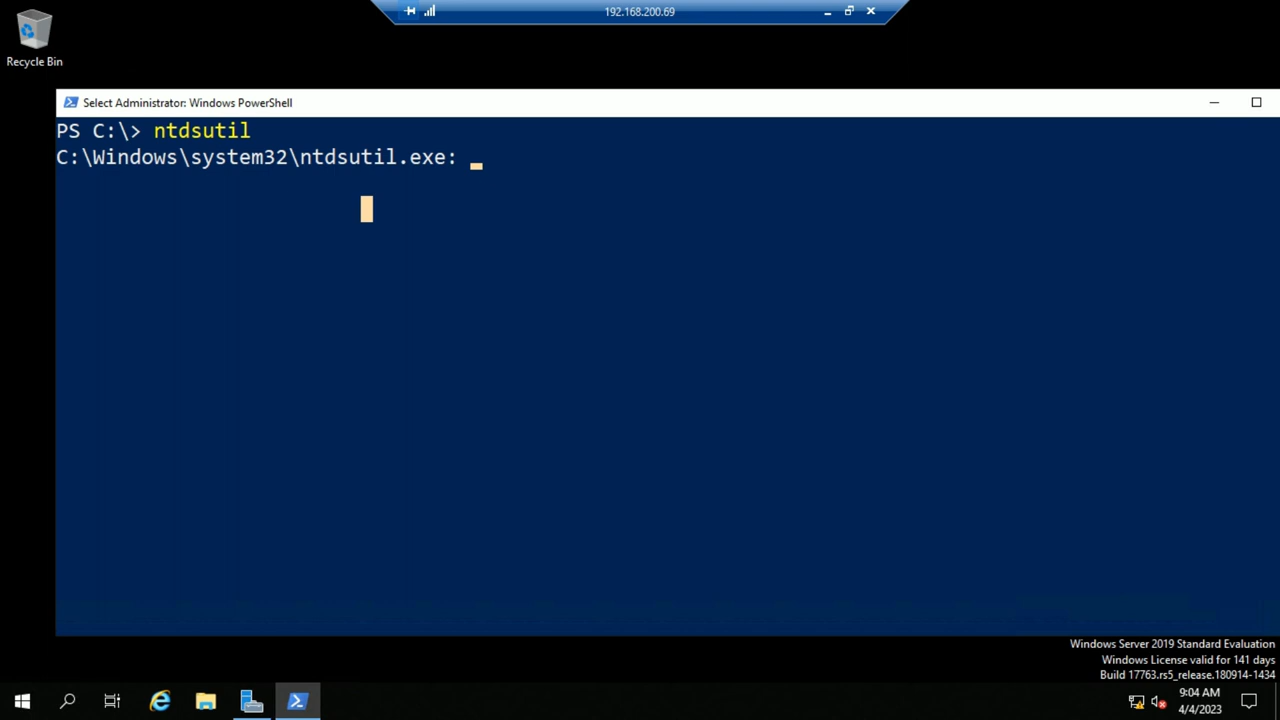 192.168.200.69
Recycle Bin
Select Administrator: Windows PowerShell
PS C:\> ntdsutil
C:\Windows\system32\ntdsutil.exe:
Windows Server 2019 Standard Evaluation
Windows License valid for 141 days
Build 17763.rs5_release.180914-1434
9:04 AM
4/4/2023